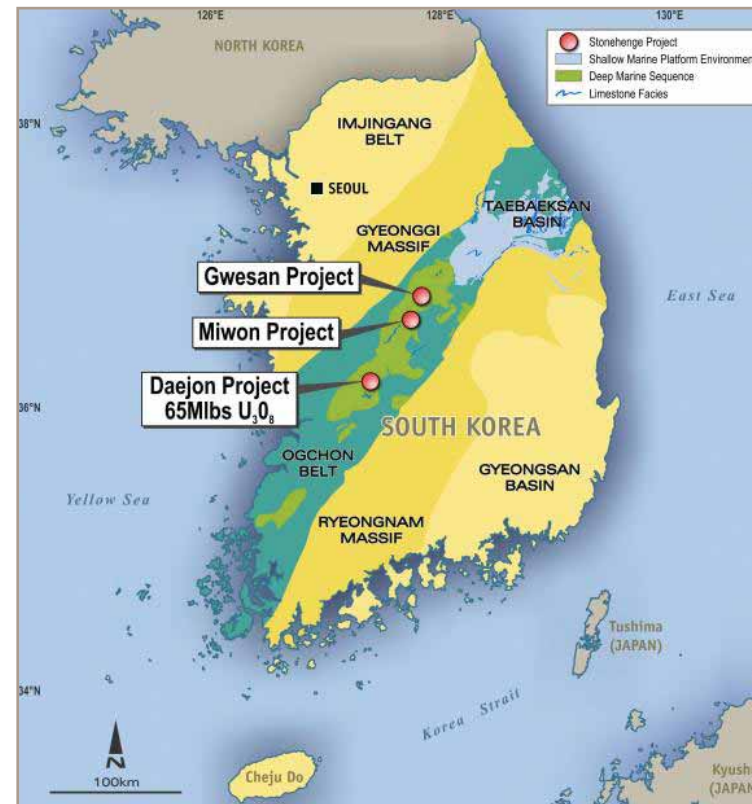 126°E
128°E
130°E
NORTH KOREA
Stonehenge Project
Shallow Marine Platform Environment
Deep Marine Sequence
Limestone Facies
38°N
IMJINGANG
BELT
SEOUL
TAEBAEKSAN
BASIN
GYEONGGI
MASSIF
Gwesan Project
East Sea
Miwon Project
Daejon Project
65Mlbs U₃0₈
36°N
SOUTH KOREA
OGCHON
BELT
GYEONGSAN
BASIN
Yellow Sea
RYEONGNAM
MASSIF
Tushima
(JAPAN)
34°N
Korea Strait
N
100km
Cheju Do
Kyush
(JAPAN